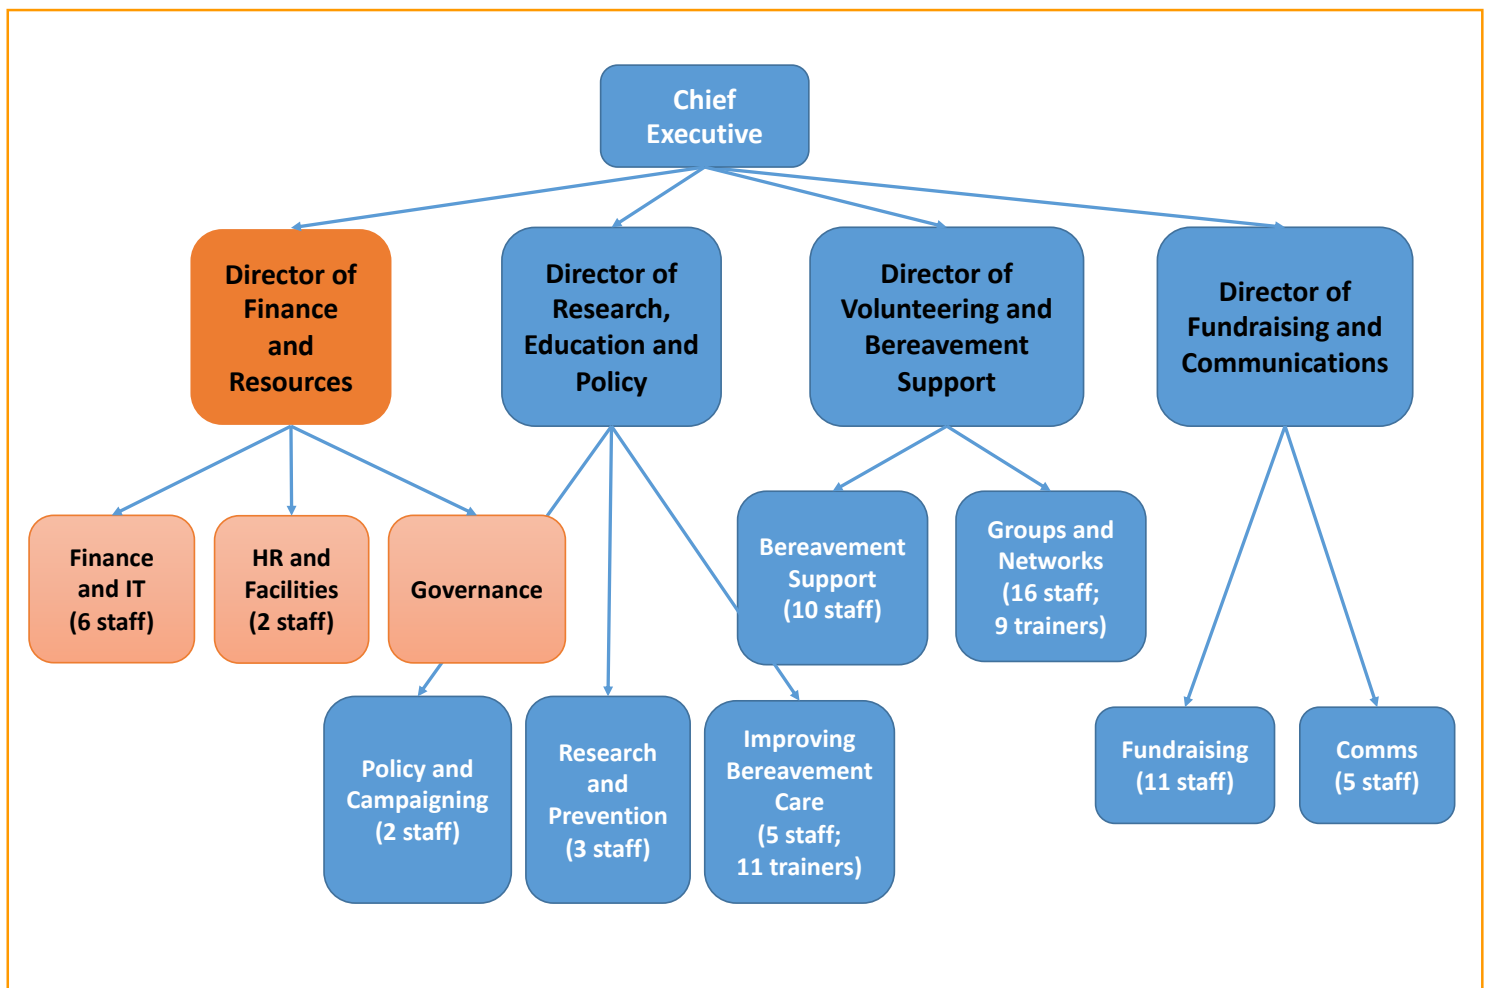 Chief
Executive
Director of
Finance
and
Resources
Director of
Research,
Education and
Policy
Director of
Volunteering and
Bereavement
Support
Director of
Fundraising and
Communications
Finance
and IT
(6 staff)
HR and
Facilities
(2 staff)
Governance
Bereavement
Support
(10 staff)
Groups and
Networks
(16 staff;
9 trainers)
Policy and
Campaigning
(2 staff)
Research
and
Prevention
(3 staff)
Improving
Bereavement
Care
(5 staff;
11 trainers)
Fundraising
(11 staff)
Comms
(5 staff)